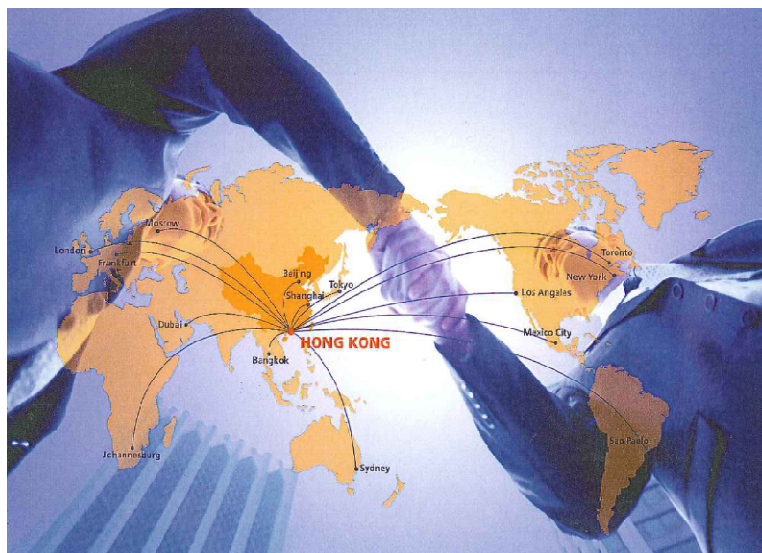 Moscow
London
Frankfurt
Toronto
New York
Beijing
Tokyo
Shanghai
Los Angeles
Dubai
Mexico City
HONG KONG
Bangkok
Sao Paulo
Johannesburg
Sydney